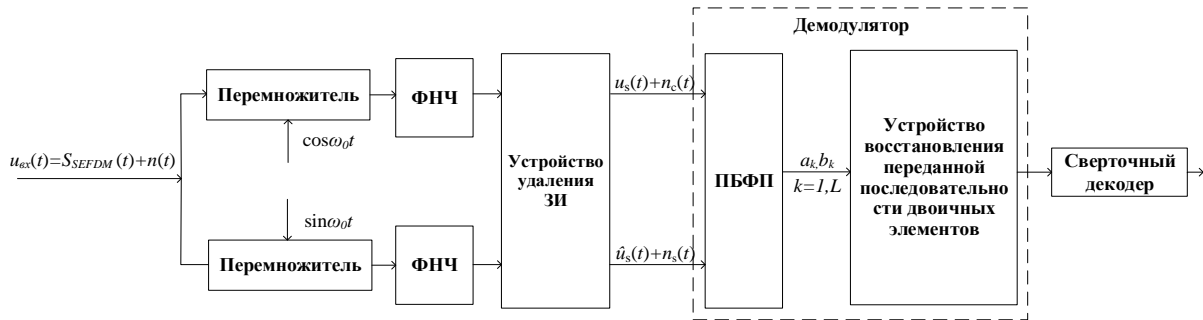 Демодулятор
u_вх(t)=S_SEFDM(t)+n(t)
Перемножитель
cosω₀t
sinω₀t
Перемножитель
ФНЧ
ФНЧ
Устройство
удаления
ЗИ
u_s(t)+n_c(t)
û_s(t)+n_s(t)
ПБФП
a_k,b_k
k=1,L
Устройство
восстановления
переданной
последовательно
сти двоичных
элементов
Сверточный
декодер